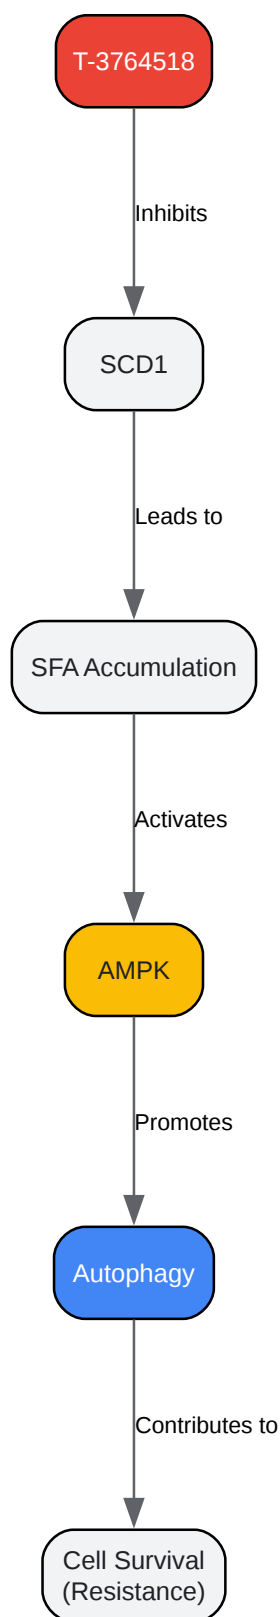 T-3764518
Inhibits
SCD1
Leads to
SFA Accumulation
Activates
AMPK
Promotes
Autophagy
Contributes to
Cell Survival
(Resistance)